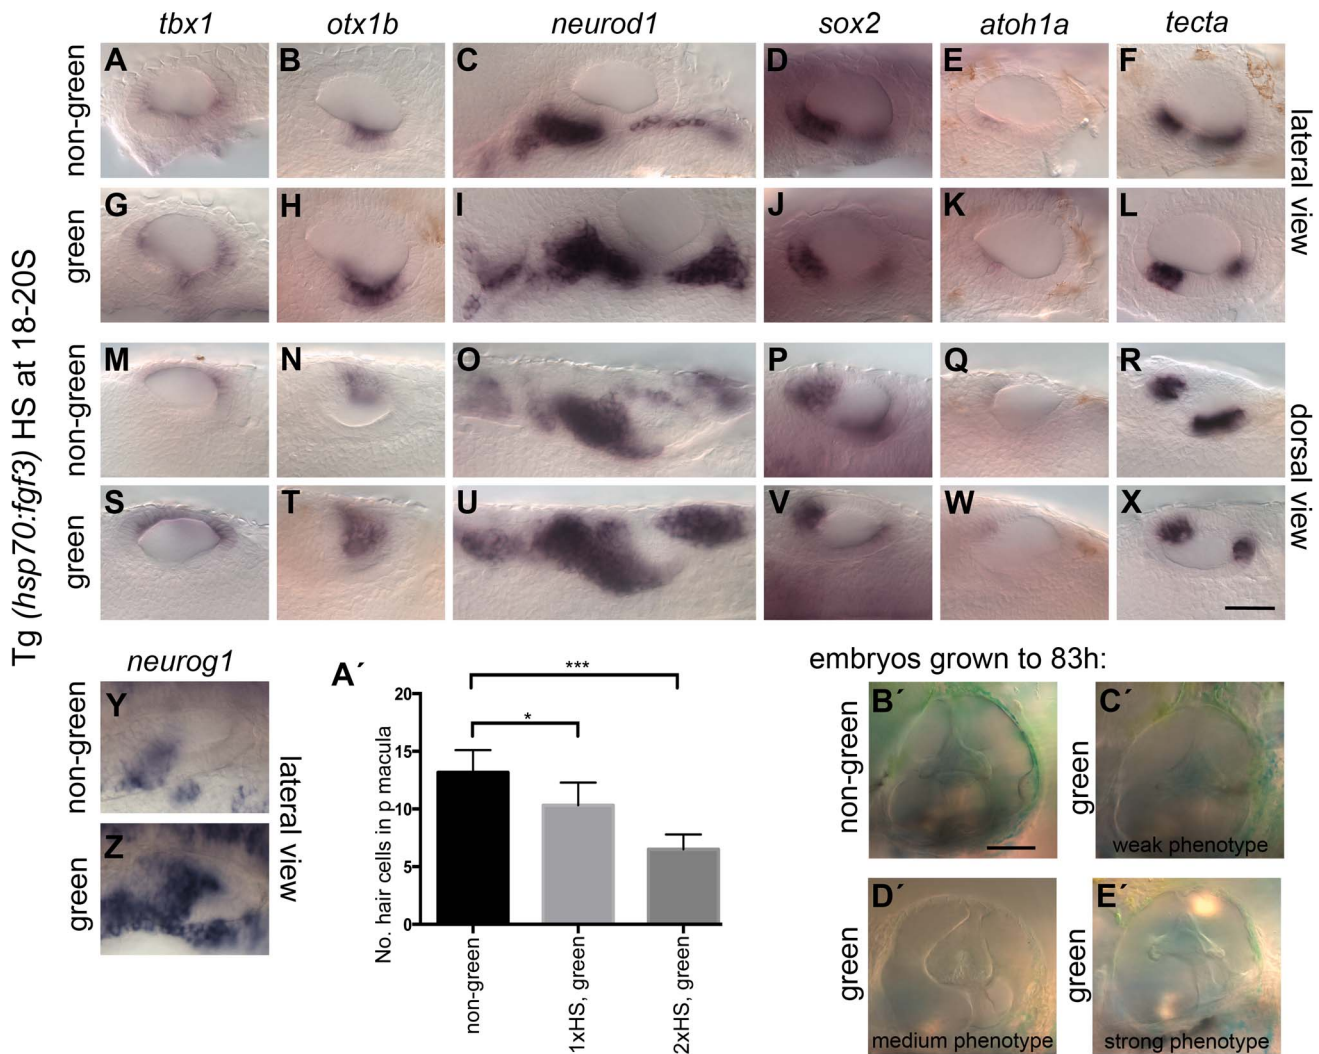 tbx1 otx1b neurod1 sox2 atoh1a tecta
Tg (hsp70:fgf3) HS at 18-20S
non-green
A B C D E F
green
G H I J K L
lateral view
non-green
M N O P Q R
green
S T U V W X
dorsal view
neurog1
non-green
Y
green
Z
lateral view
A´
***
*
No. hair cells in p macula
20
15
10
5
0
non-green
1xHS, green
2xHS, green
embryos grown to 83h:
non-green
B´
green
C´
weak phenotype
green
D´
medium phenotype
green
E´
strong phenotype